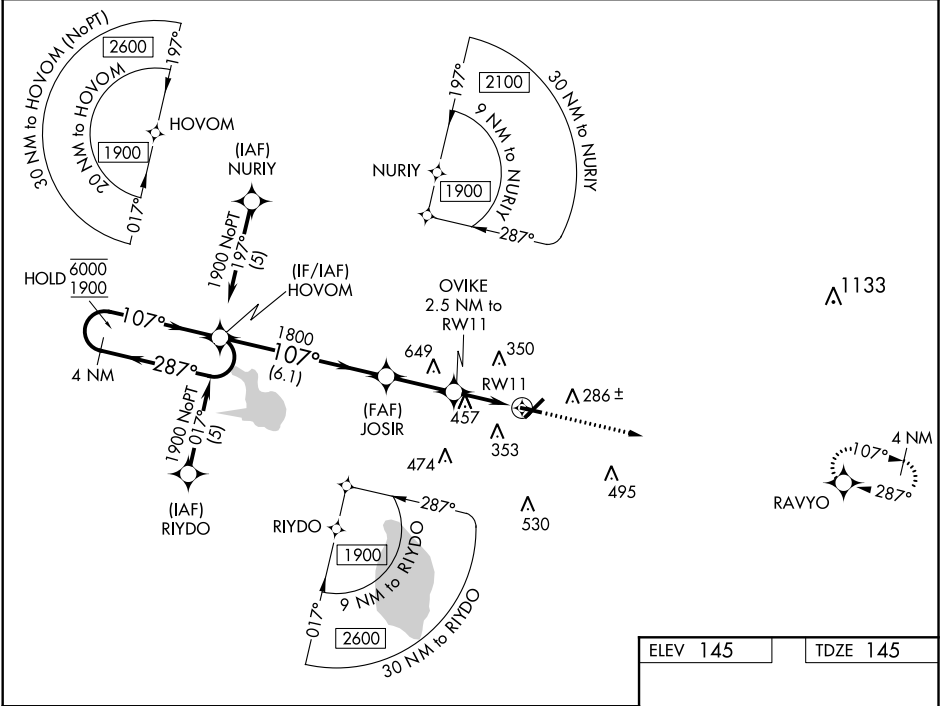 30 NM to HOVOM (NoPT)
2600
197°
20 NM to HOVOM
1900
017°
HOVOM
197°
2100
30 NM to NURIY
9 NM to NURIY
NURIY
1900
287°
(IAF)
NURIY
1900 NoPT
197°
(5)
HOLD
6000
1900
107°
287°
4 NM
(IF/IAF)
HOVOM
1800
107°
(6.1)
OVIKE
2.5 NM to
RW11
1133
649
350
RW11
286 ±
457
(FAF)
JOSIR
353
474
495
530
1900 NoPT
017°
(5)
(IAF)
RIYDO
4 NM
107°
287°
RAVYO
287°
RIYDO
1900
9 NM to RIYDO
017°
2600
30 NM to RIYDO
ELEV 145
TDZE 145